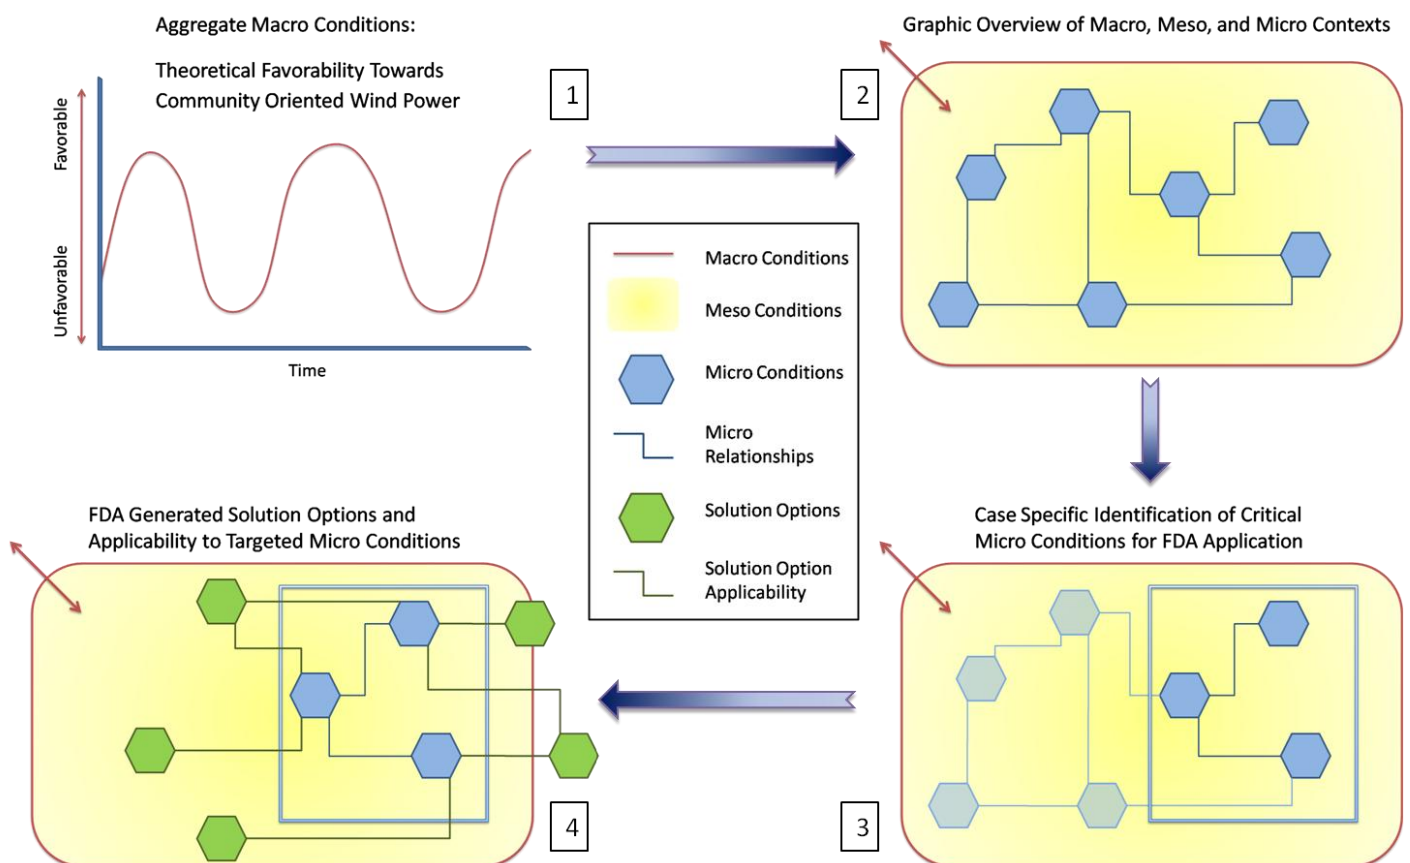 Aggregate Macro Conditions:
Theoretical Favorability Towards
Community Oriented Wind Power
Favorable
Unfavorable
Time
1
2
Graphic Overview of Macro, Meso, and Micro Contexts
Macro Conditions
Meso Conditions
Micro Conditions
Micro
Relationships
Solution Options
Solution Option
Applicability
Case Specific Identification of Critical
Micro Conditions for FDA Application
3
FDA Generated Solution Options and
Applicability to Targeted Micro Conditions
4